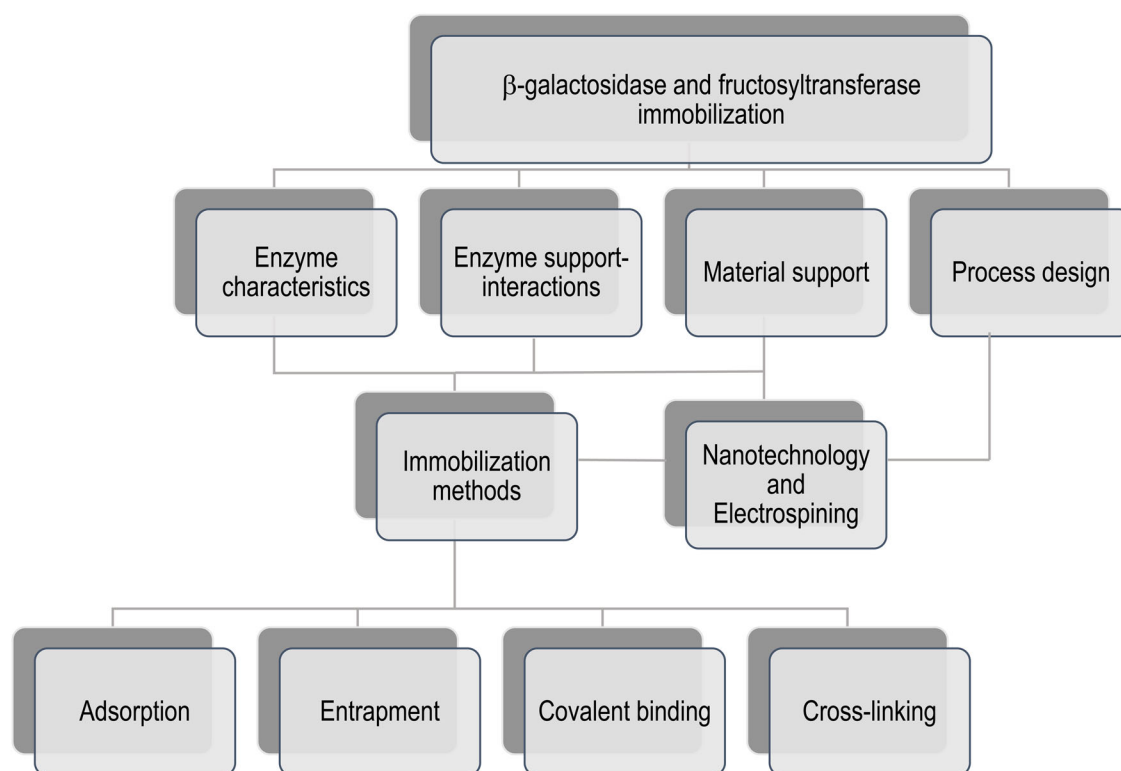 β-galactosidase and fructosyltransferase
immobilization
Enzyme
characteristics
Enzyme support-
interactions
Material support
Process design
Immobilization
methods
Nanotechnology
and
Electrospining
Adsorption
Entrapment
Covalent binding
Cross-linking